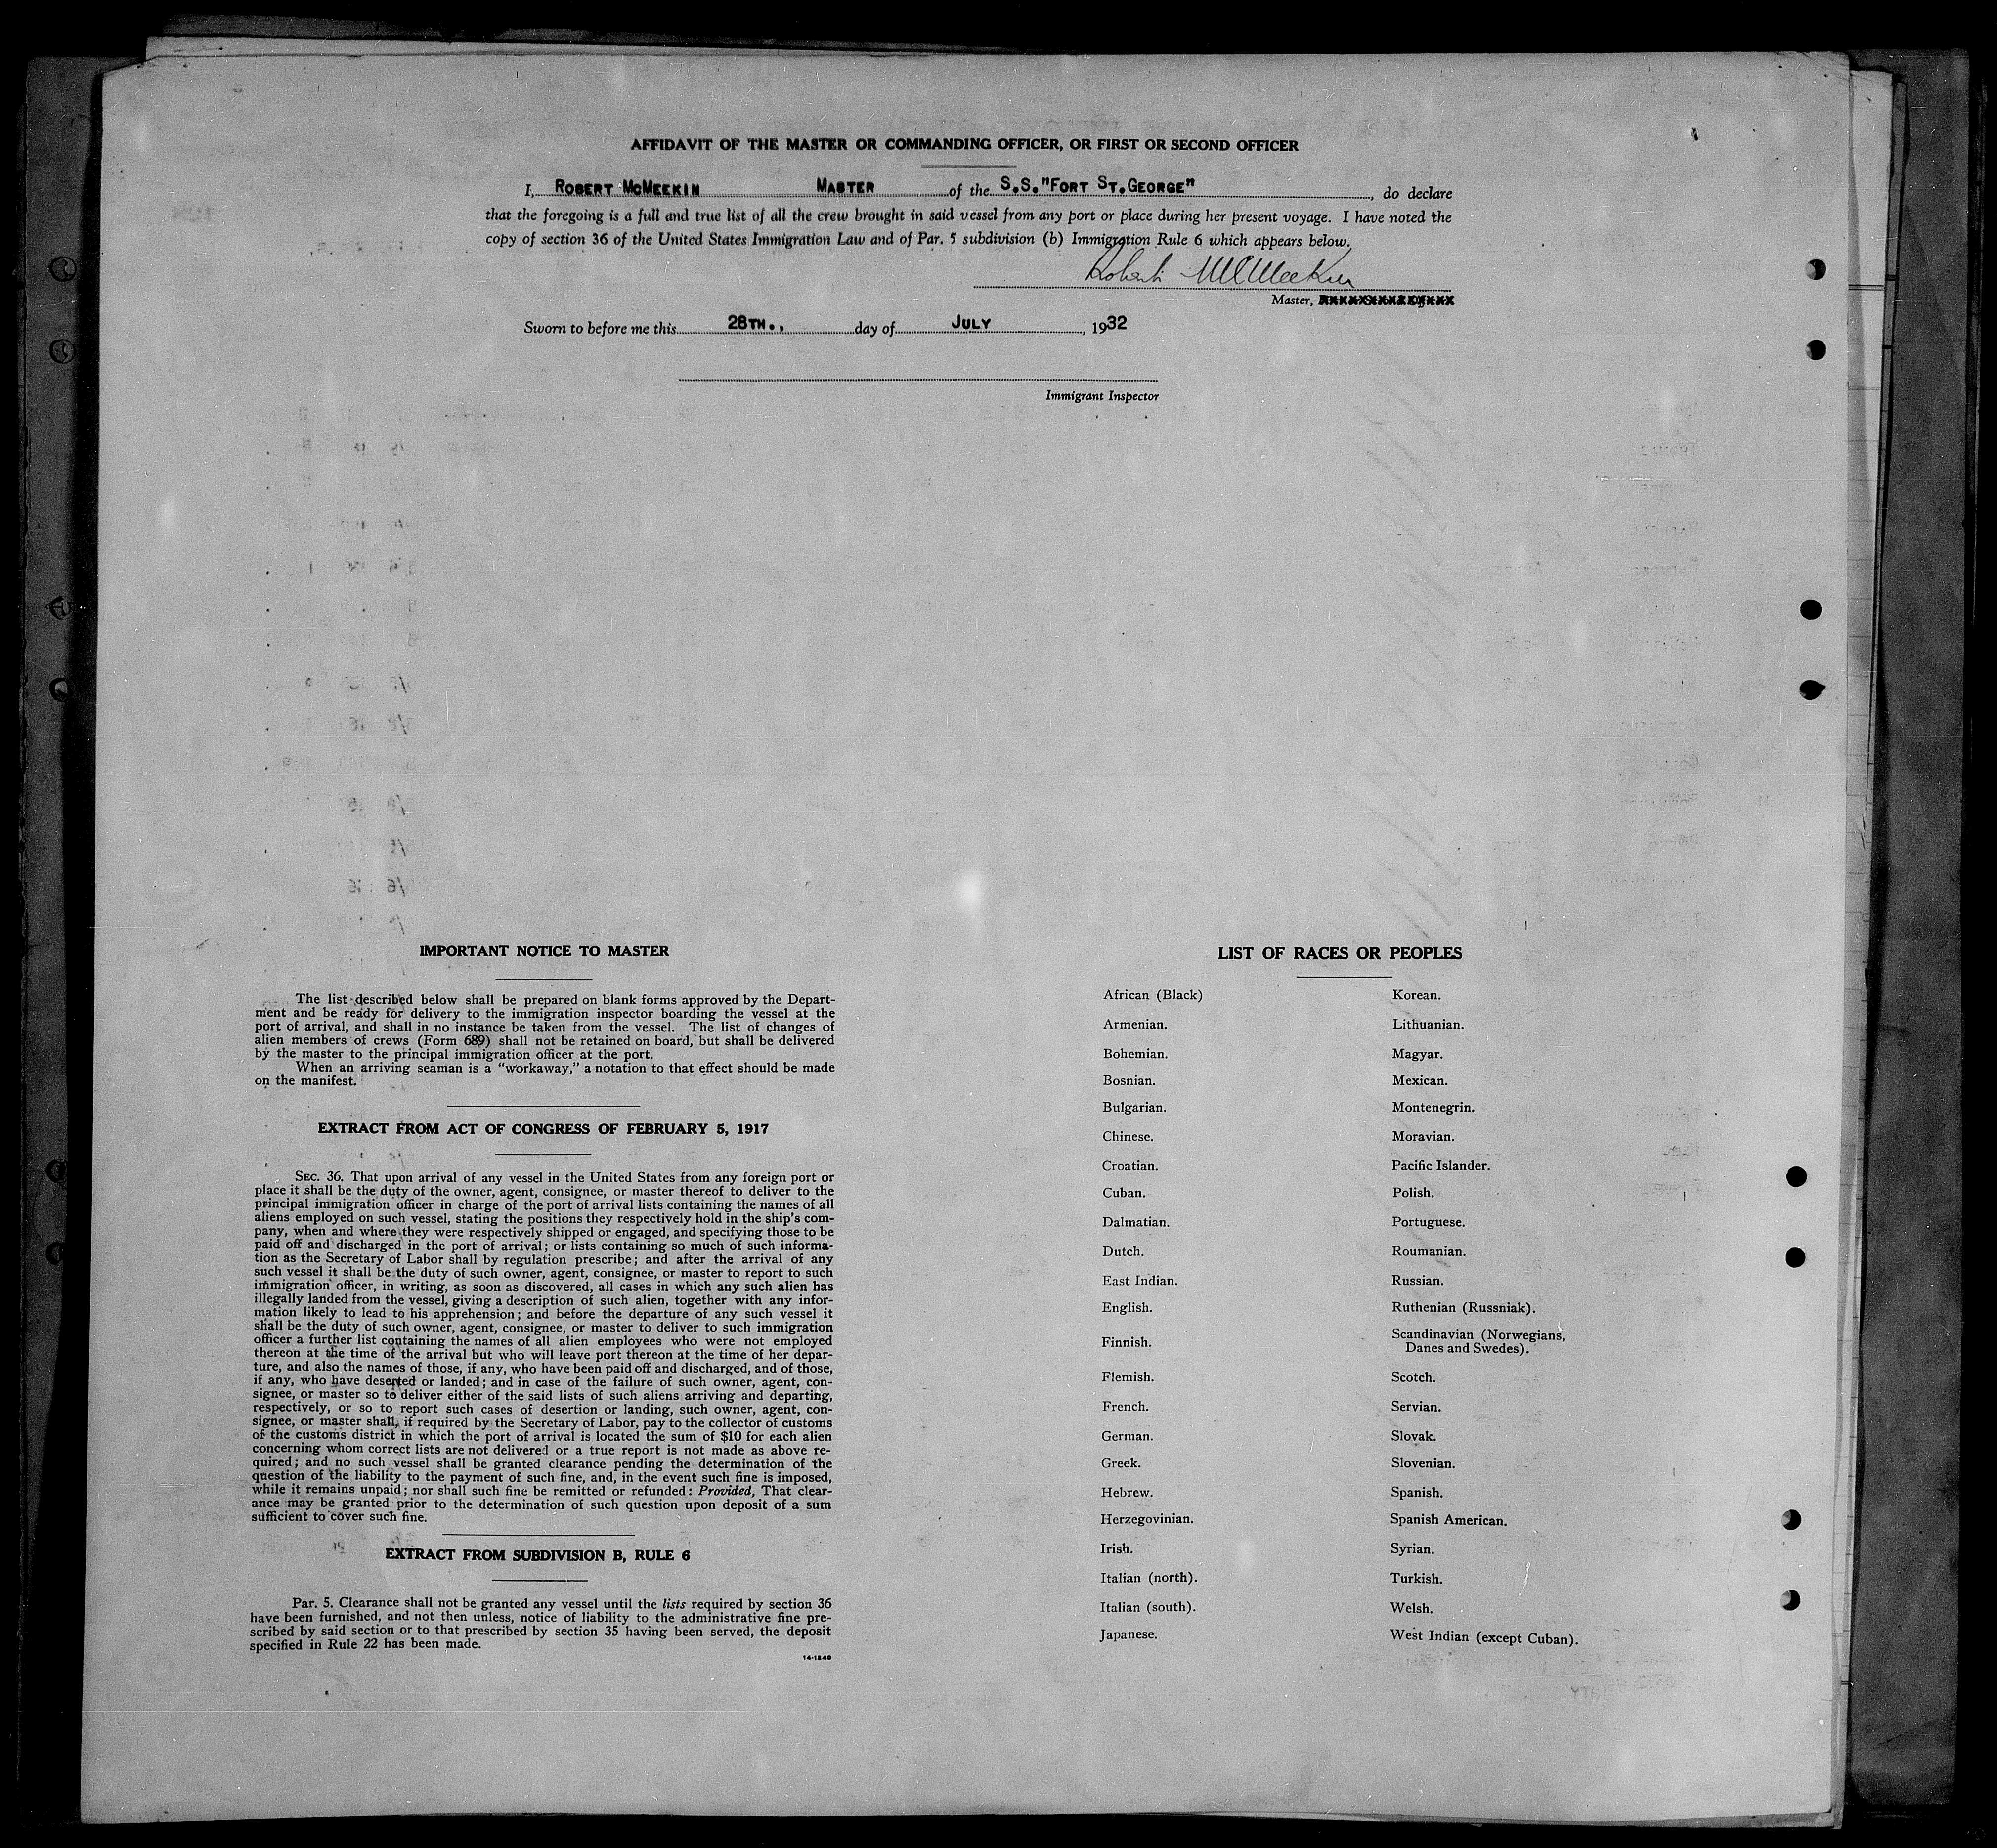 AFFIDAVIT OF THE MASTER OR COMMANDING OFFICER, OR FIRST OR SECOND OFFICER
I, ROBERT MCMEEKIN MASTER of the S.S."FORT ST.GEORGE", do declare
that the foregoing is a full and true list of all the crew brought in said vessel from any port or place during her present voyage. I have noted the
copy of section 36 of the United States Immigration Law and of Par. 5 subdivision (b) Immigration Rule 6 which appears below.
Robert McMeekin
Master,
Sworn to before me this 28TH., day of JULY, 1932
Immigrant Inspector
IMPORTANT NOTICE TO MASTER
The list described below shall be prepared on blank forms approved by the Depart-
ment and be ready for delivery to the immigration inspector boarding the vessel at the
port of arrival, and shall in no instance be taken from the vessel. The list of changes of
alien members of crews (Form 689) shall not be retained on board, but shall be delivered
by the master to the principal immigration officer at the port.
When an arriving seaman is a "workaway," a notation to that effect should be made
on the manifest.
EXTRACT FROM ACT OF CONGRESS OF FEBRUARY 5, 1917
SEC. 36. That upon arrival of any vessel in the United States from any foreign port or
place it shall be the duty of the owner, agent, consignee, or master thereof to deliver to the
principal immigration officer in charge of the port of arrival lists containing the names of all
aliens employed on such vessel, stating the positions they respectively hold in the ship's com-
pany, when and where they were respectively shipped or engaged, and specifying those to be
paid off and discharged in the port of arrival; or lists containing so much of such informa-
tion as the Secretary of Labor shall by regulation prescribe; and after the arrival of any
such vessel it shall be the duty of such owner, agent, consignee, or master to report to such
immigration officer, in writing, as soon as discovered, all cases in which any such alien has
illegally landed from the vessel, giving a description of such alien, together with any infor-
mation likely to lead to his apprehension; and before the departure of any such vessel it
shall be the duty of such owner, agent, consignee, or master to deliver to such immigration
officer a further list containing the names of all alien employees who were not employed
thereon at the time of the arrival but who will leave port thereon at the time of her depar-
ture, and also the names of those, if any, who have been paid off and discharged, and of those,
if any, who have deserted or landed; and in case of the failure of such owner, agent, con-
signee, or master so to deliver either of the said lists of such aliens arriving and departing,
respectively, or so to report such cases of desertion or landing, such owner, agent, con-
signee, or master shall, if required by the Secretary of Labor, pay to the collector of customs
of the customs district in which the port of arrival is located the sum of $10 for each alien
concerning whom correct lists are not delivered or a true report is not made as above re-
quired; and no such vessel shall be granted clearance pending the determination of the
question of the liability to the payment of such fine, and, in the event such fine is imposed,
while it remains unpaid; nor shall such fine be remitted or refunded: Provided, That clear-
ance may be granted prior to the determination of such question upon deposit of a sum
sufficient to cover such fine.
EXTRACT FROM SUBDIVISION B, RULE 6
Par. 5. Clearance shall not be granted any vessel until the lists required by section 36
have been furnished, and not then unless, notice of liability to the administrative fine pre-
scribed by said section or to that prescribed by section 35 having been served, the deposit
specified in Rule 22 has been made.
14-1240
LIST OF RACES OR PEOPLES
African (Black)
Armenian.
Bohemian.
Bosnian.
Bulgarian.
Chinese.
Croatian.
Cuban.
Dalmatian.
Dutch.
East Indian.
English.
Finnish.
Flemish.
French.
German.
Greek.
Hebrew.
Herzegovinian.
Irish.
Italian (north).
Italian (south).
Japanese.
Korean.
Lithuanian.
Magyar.
Mexican.
Montenegrin.
Moravian.
Pacific Islander.
Polish.
Portuguese.
Roumanian.
Russian.
Ruthenian (Russniak).
Scandinavian (Norwegians,
Danes and Swedes).
Scotch.
Servian.
Slovak.
Slovenian.
Spanish.
Spanish American.
Syrian.
Turkish.
Welsh.
West Indian (except Cuban).